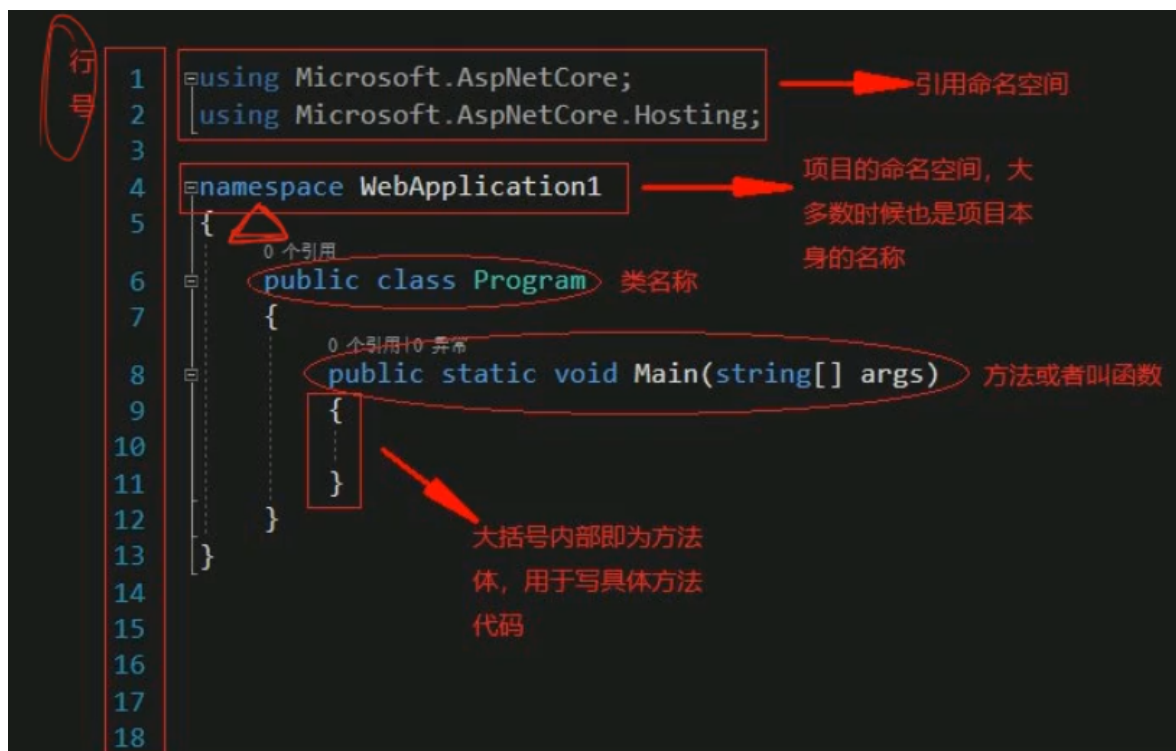 行号
1 using Microsoft.AspNetCore;
引用命名空间
2 using Microsoft.AspNetCore.Hosting;
3
4 namespace WebApplication1
项目的命名空间，大
多数时候也是项目本
身的名称
5 {
0 个引用
6 public class Program
类名称
7 {
0 个引用|0 异常
8 public static void Main(string[] args)
方法或者叫函数
9 {
10
11 }
12 }
13 }
大括号内部即为方法
体，用于写具体方法
代码
14
15
16
17
18